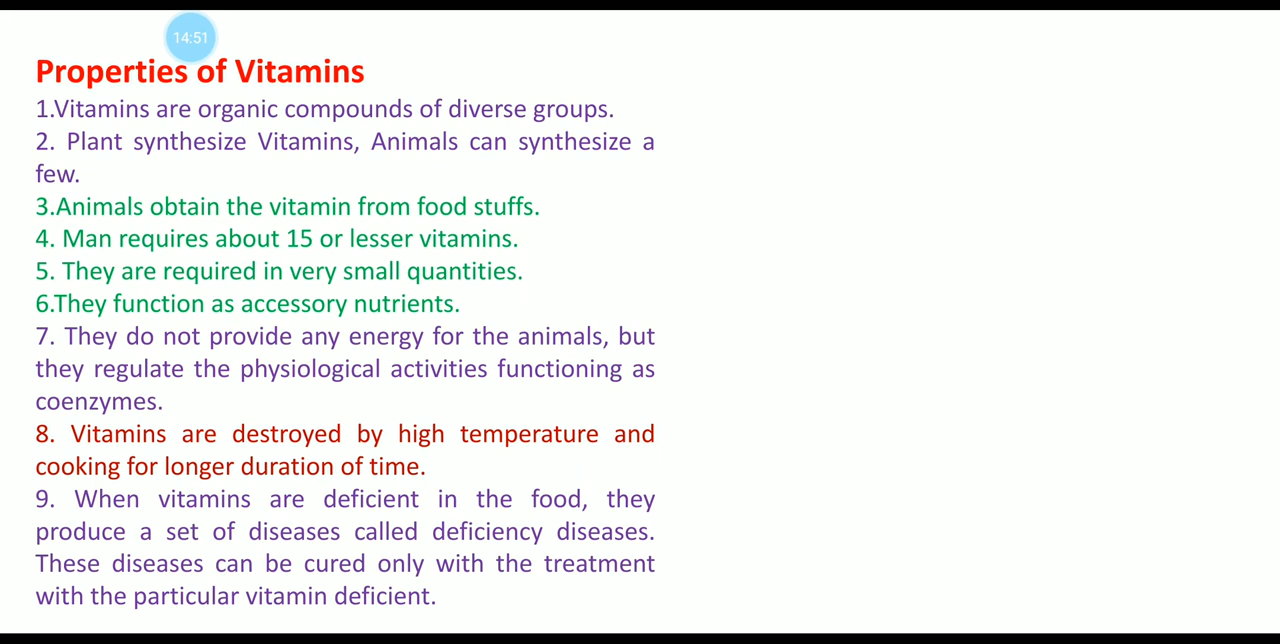 14:51
Properties of Vitamins
1.Vitamins are organic compounds of diverse groups.
2. Plant synthesize Vitamins, Animals can synthesize a
few.
3.Animals obtain the vitamin from food stuffs.
4. Man requires about 15 or lesser vitamins.
5. They are required in very small quantities.
6.They function as accessory nutrients.
7. They do not provide any energy for the animals, but
they regulate the physiological activities functioning as
coenzymes.
8. Vitamins are destroyed by high temperature and
cooking for longer duration of time.
9. When vitamins are deficient in the food, they
produce a set of diseases called deficiency diseases.
These diseases can be cured only with the treatment
with the particular vitamin deficient.